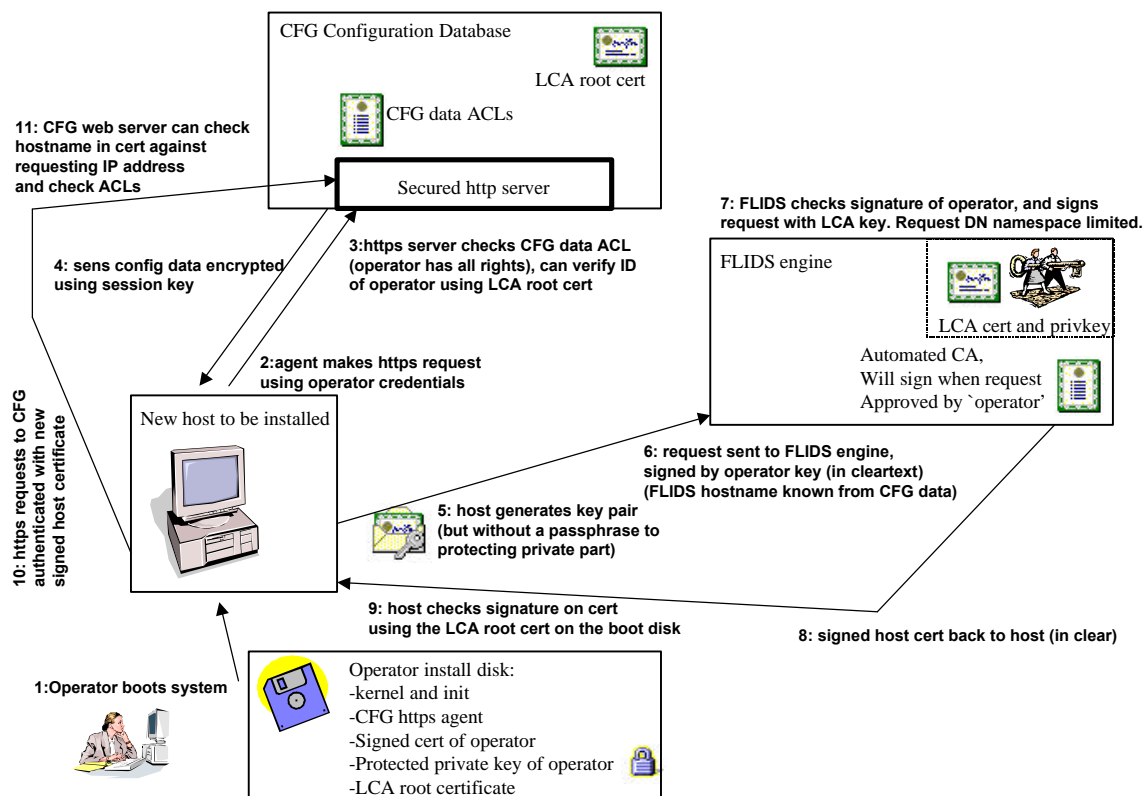 CFG Configuration Database
LCA root cert
CFG data ACLs
Secured http server
11: CFG web server can check
hostname in cert against
requesting IP address
and check ACLs
7: FLIDS checks signature of operator, and signs
request with LCA key. Request DN namespace limited.
3:https server checks CFG data ACL
(operator has all rights), can verify ID
of operator using LCA root cert
4: sens config data encrypted
using session key
FLIDS engine
LCA cert and privkey
Automated CA,
Will sign when request
Approved by `operator'
2:agent makes https request
using operator credentials
New host to be installed
10: https requests to CFG
authenticated with new
signed host certificate
6: request sent to FLIDS engine,
signed by operator key (in cleartext)
(FLIDS hostname known from CFG data)
5: host generates key pair
(but without a passphrase to
protecting private part)
9: host checks signature on cert
using the LCA root cert on the boot disk
8: signed host cert back to host (in clear)
1:Operator boots system
Operator install disk:
-kernel and init
-CFG https agent
-Signed cert of operator
-Protected private key of operator
-LCA root certificate